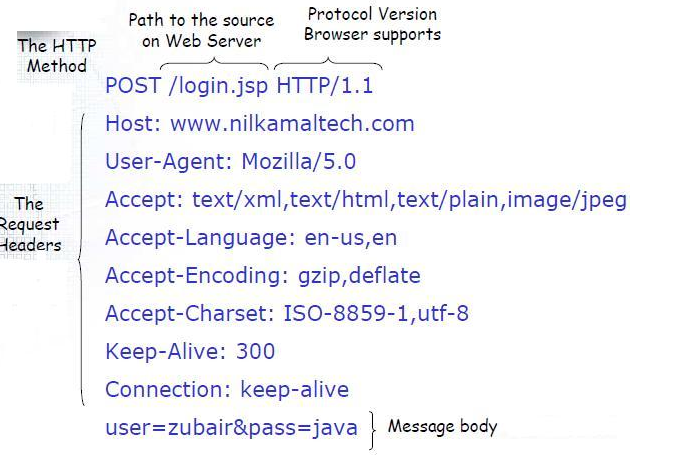 Path to the source
on Web Server
Protocol Version
Browser supports
The HTTP
Method
POST /login.jsp HTTP/1.1
Host: www.nilkamaltech.com
User-Agent: Mozilla/5.0
Accept: text/xml,text/html,text/plain,image/jpeg
Accept-Language: en-us,en
Accept-Encoding: gzip,deflate
Accept-Charset: ISO-8859-1,utf-8
Keep-Alive: 300
Connection: keep-alive
The
Request
Headers
user=zubair&pass=java
Message body